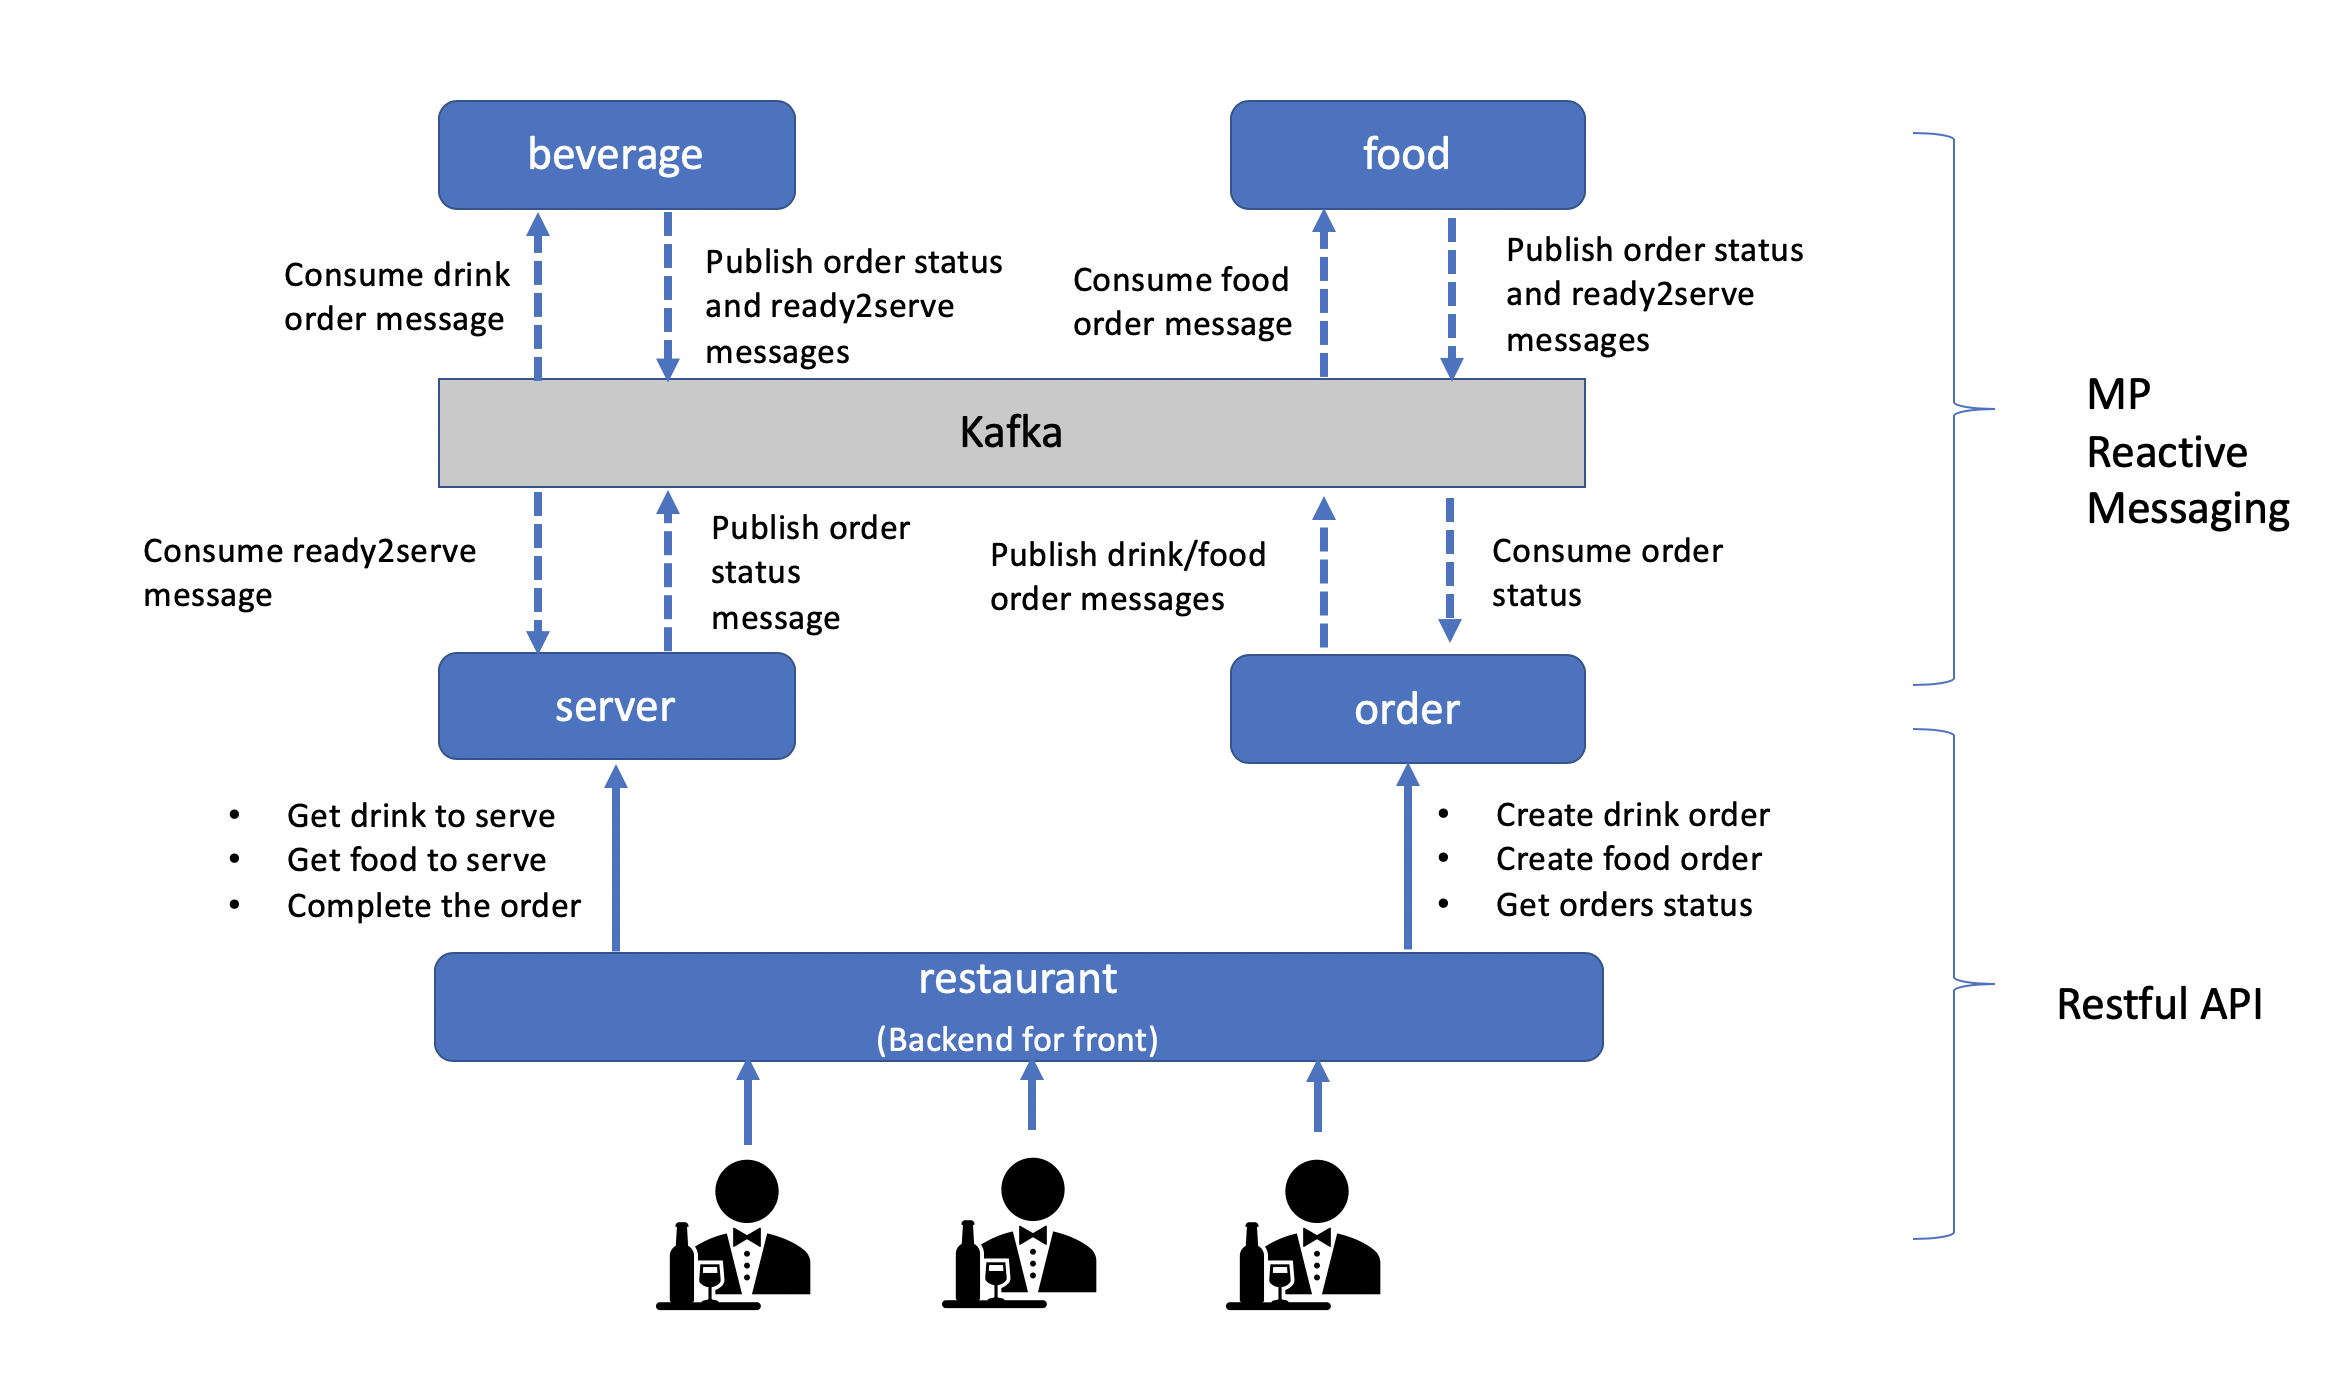 beverage
food
Consume drink
order message
Publish order status
and ready2serve
messages
Consume food
order message
Publish order status
and ready2serve
messages
Kafka
MP
Reactive
Messaging
Consume ready2serve
message
Publish order
status
message
Publish drink/food
order messages
Consume order
status
server
order
• Get drink to serve
• Get food to serve
• Complete the order
• Create drink order
• Create food order
• Get orders status
restaurant
(Backend for front)
Restful API